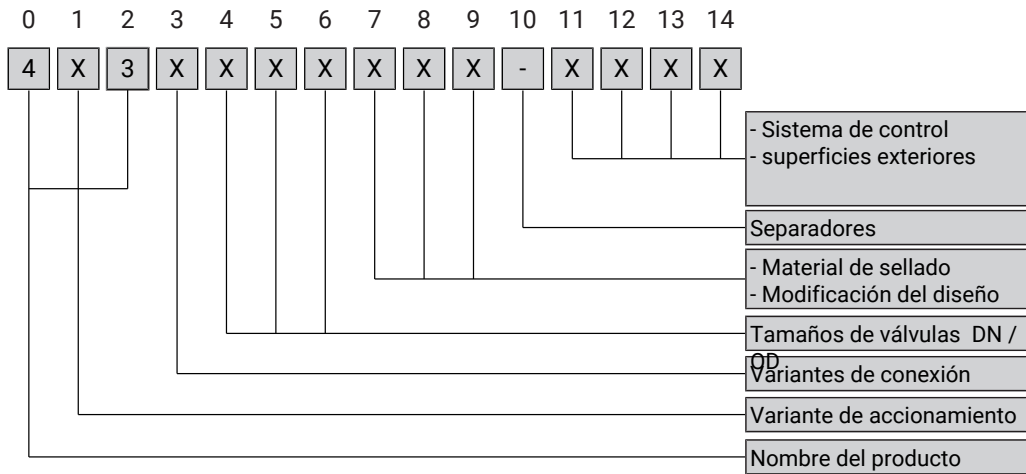 0 1 2 3 4 5 6 7 8 9 10 11 12 13 14
4 X 3 X X X X X X X - X X X X
- Sistema de control
- superficies exteriores
Separadores
- Material de sellado
- Modificación del diseño
Tamaños de válvulas DN /
OD
Variantes de conexión
Variante de accionamiento
Nombre del producto